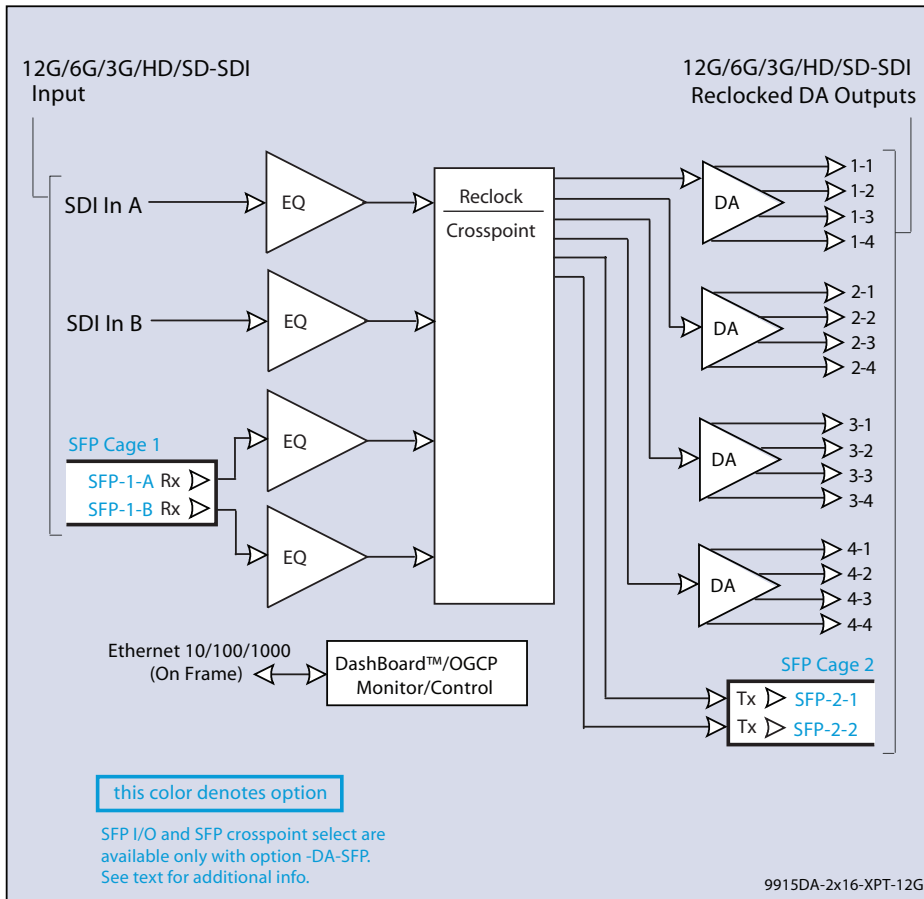 12G/6G/3G/HD/SD-SDI
Input
12G/6G/3G/HD/SD-SDI
Reclocked DA Outputs
SDI In A
EQ
SDI In B
EQ
SFP Cage 1
SFP-1-A Rx
SFP-1-B Rx
EQ
EQ
Reclock
Crosspoint
DA
1-1
1-2
1-3
1-4
DA
2-1
2-2
2-3
2-4
DA
3-1
3-2
3-3
3-4
DA
4-1
4-2
4-3
4-4
SFP Cage 2
Tx SFP-2-1
Tx SFP-2-2
Ethernet 10/100/1000
(On Frame)
DashBoard™/OGCP
Monitor/Control
this color denotes option
SFP I/O and SFP crosspoint select are
available only with option -DA-SFP.
See text for additional info.
9915DA-2x16-XPT-12G